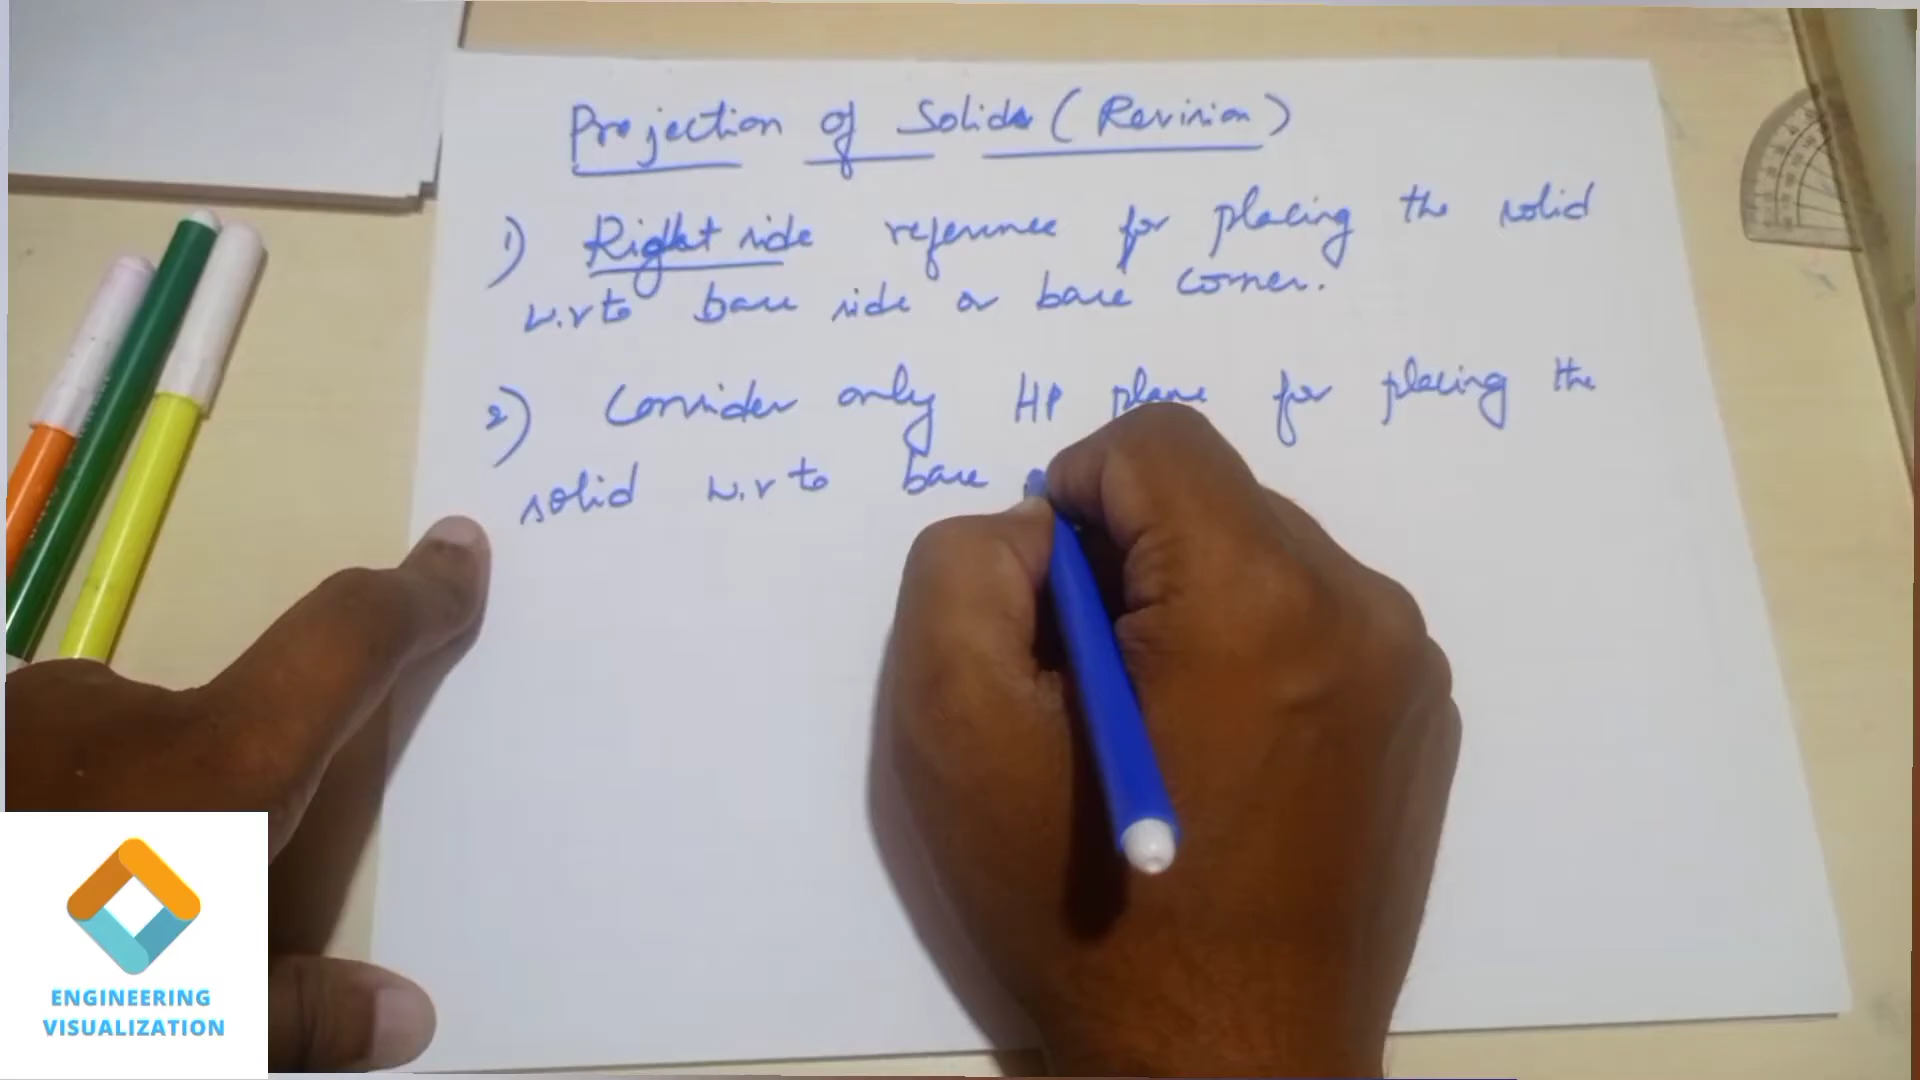 Projection of Solids (Revision)
1) Right side reference for placing the solid
w.r to base side or base corner.
2) Consider only HP plane for placing the
solid w.r to base
ENGINEERING
VISUALIZATION